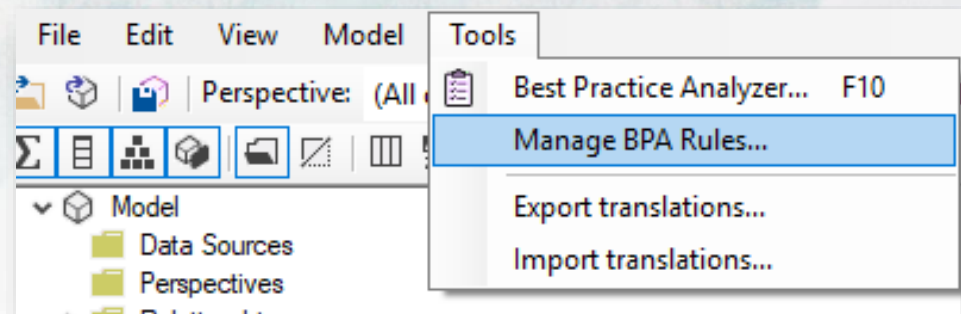 File Edit View Model Tools
Perspective: (All
Best Practice Analyzer... F10
Manage BPA Rules...
Export translations...
Import translations...
Model
Data Sources
Perspectives